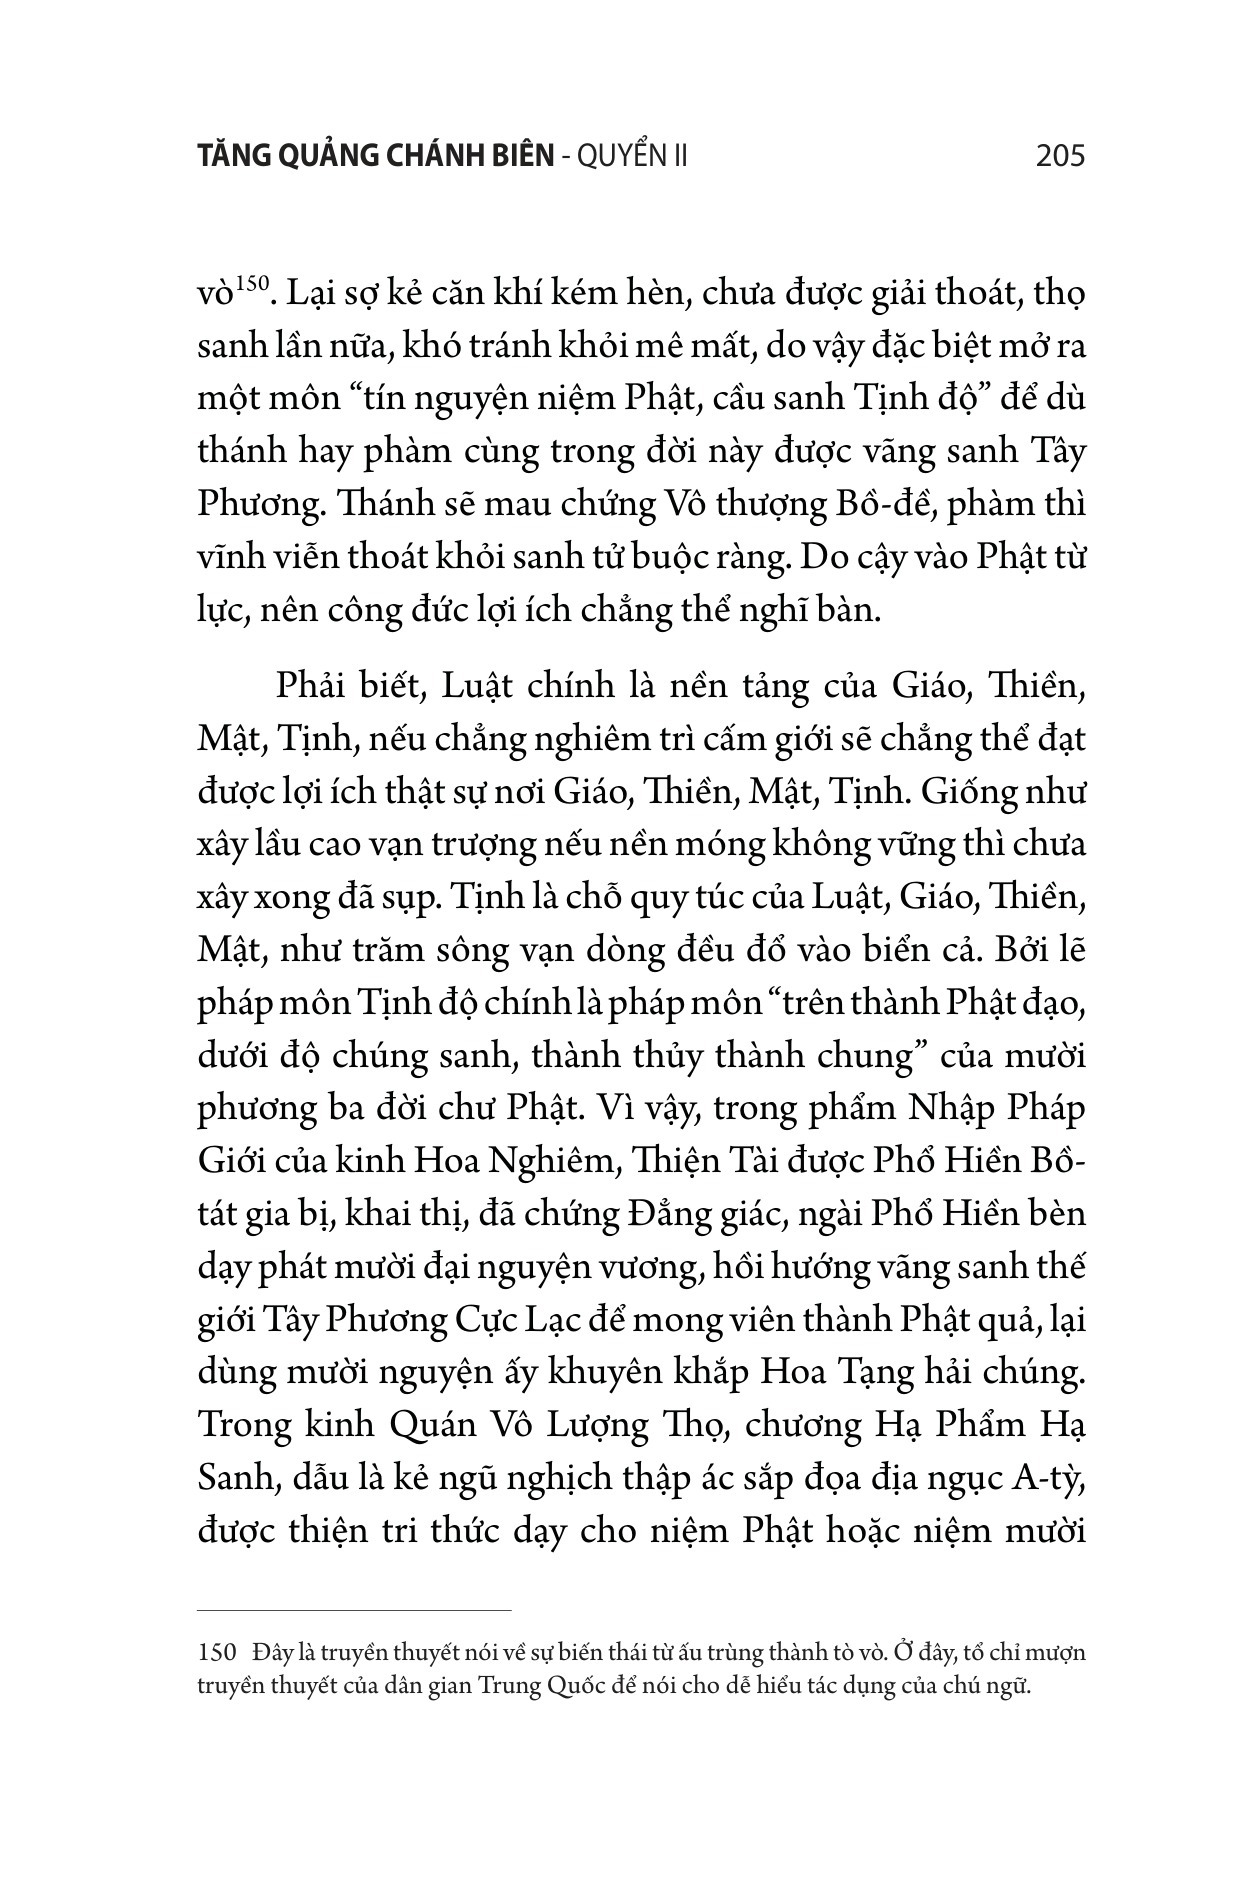 TĂNG QUẢNG CHÁNH BIÊN - QUYỂN II 205
vò150. Lại sợ kẻ căn khí kém hèn, chưa được giải thoát, thọ
sanh lần nữa, khó tránh khỏi mê mất, do vậy đặc biệt mở ra
một môn “tín nguyện niệm Phật, cầu sanh Tịnh độ” để dù
thánh hay phàm cùng trong đời này được vãng sanh Tây
Phương. Thánh sẽ mau chứng Vô thượng Bồ-đề, phàm thì
vĩnh viễn thoát khỏi sanh tử buộc ràng. Do cậy vào Phật từ
lực, nên công đức lợi ích chẳng thể nghĩ bàn.
Phải biết, Luật chính là nền tảng của Giáo, Thiền,
Mật, Tịnh, nếu chẳng nghiêm trì cấm giới sẽ chẳng thể đạt
được lợi ích thật sự nơi Giáo, Thiền, Mật, Tịnh. Giống như
xây lầu cao vạn trượng nếu nền móng không vững thì chưa
xây xong đã sụp. Tịnh là chỗ quy túc của Luật, Giáo, Thiền,
Mật, như trăm sông vạn dòng đều đổ vào biển cả. Bởi lẽ
pháp môn Tịnh độ chính là pháp môn “trên thành Phật đạo,
dưới độ chúng sanh, thành thủy thành chung” của mười
phương ba đời chư Phật. Vì vậy, trong phẩm Nhập Pháp
Giới của kinh Hoa Nghiêm, Thiện Tài được Phổ Hiền Bồ-
tát gia bị, khai thị, đã chứng Đẳng giác, ngài Phổ Hiền bèn
dạy phát mười đại nguyện vương, hồi hướng vãng sanh thế
giới Tây Phương Cực Lạc để mong viên thành Phật quả, lại
dùng mười nguyện ấy khuyên khắp Hoa Tạng hải chúng.
Trong kinh Quán Vô Lượng Thọ, chương Hạ Phẩm Hạ
Sanh, dẫu là kẻ ngũ nghịch thập ác sắp đọa địa ngục A-tỳ,
được thiện tri thức dạy cho niệm Phật hoặc niệm mười
150 Đây là truyền thuyết nói về sự biến thái từ ấu trùng thành tò vò. Ở đây, tổ chỉ mượn
truyền thuyết của dân gian Trung Quốc để nói cho dễ hiểu tác dụng của chú ngữ.